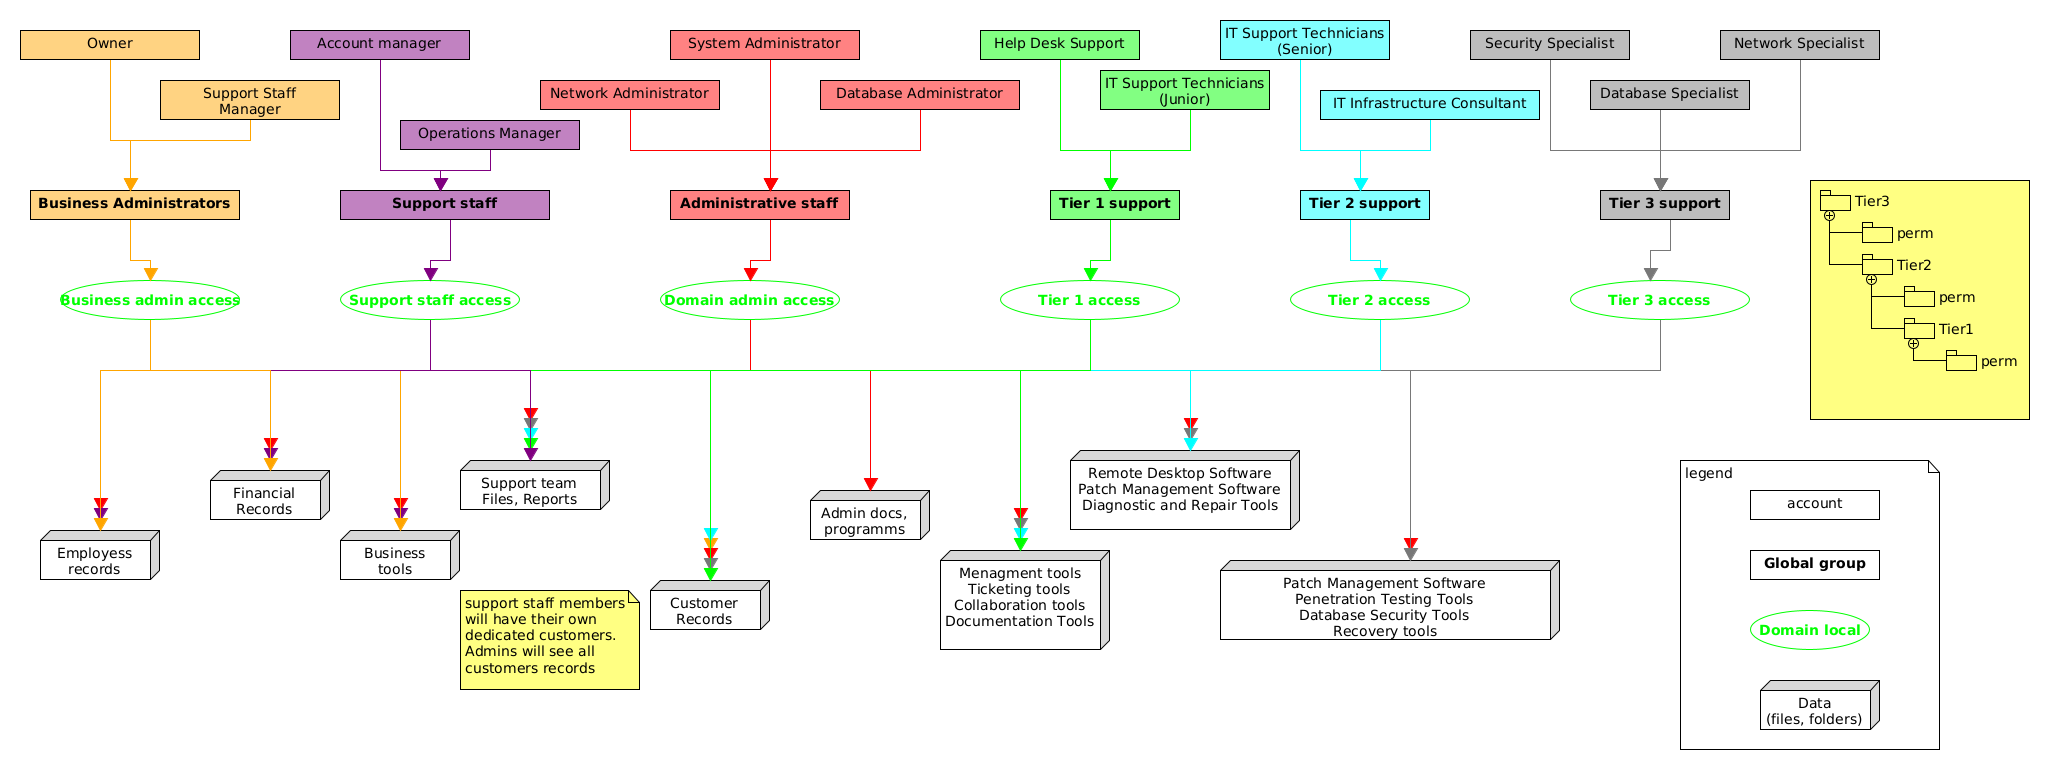 Owner
Account manager
System Administrator
Help Desk Support
IT Support Technicians
(Senior)
Security Specialist
Network Specialist
Support Staff
Manager
Network Administrator
Database Administrator
IT Support Technicians
(Junior)
IT Infrastructure Consultant
Database Specialist
Operations Manager
Business Administrators
Support staff
Administrative staff
Tier 1 support
Tier 2 support
Tier 3 support
Business admin access
Support staff access
Domain admin access
Tier 1 access
Tier 2 access
Tier 3 access
Tier3
perm
Tier2
perm
Tier1
perm
Employess
records
Financial
Records
Business
tools
Support team
Files, Reports
support staff members
will have their own
dedicated customers.
Admins will see all
customers records
Customer
Records
Admin docs,
programms
Menagment tools
Ticketing tools
Collaboration tools
Documentation Tools
Remote Desktop Software
Patch Management Software
Diagnostic and Repair Tools
Patch Management Software
Penetration Testing Tools
Database Security Tools
Recovery tools
legend
account
Global group
Domain local
Data
(files, folders)